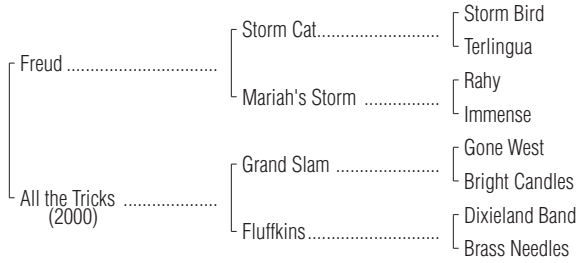 Storm Bird
Storm Cat..........................
Terlingua
Freud ................................
Rahy
Mariah's Storm ................
Immense
Gone West
Grand Slam ......................
Bright Candles
All the Tricks ....................
(2000)
Dixieland Band
Fluffkins............................
Brass Needles